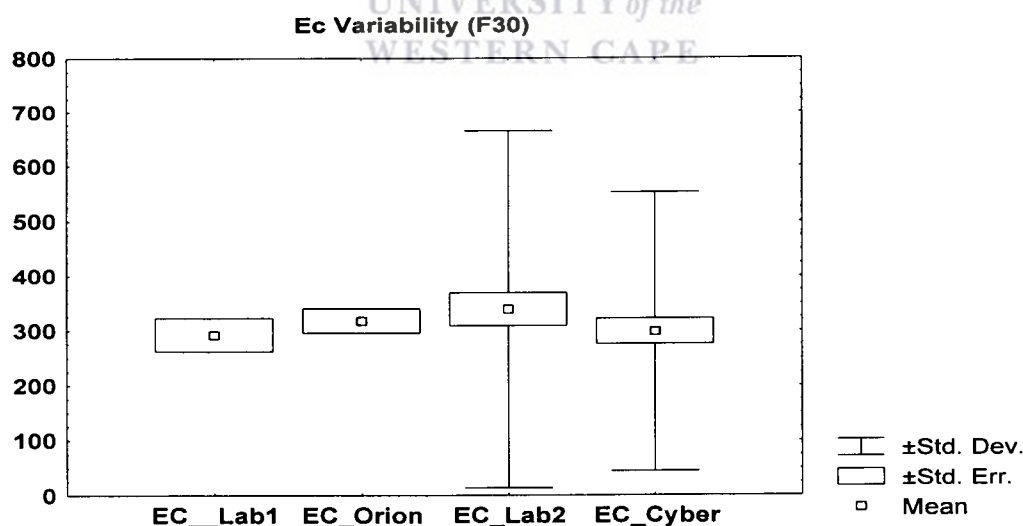 UNIVERSITY of the
Ec Variability (F30)
WESTERN CAPE
800
700
600
500
400
300
200
100
0
EC__Lab1 EC_Orion EC_Lab2 EC_Cyber
±Std. Dev.
±Std. Err.
Mean